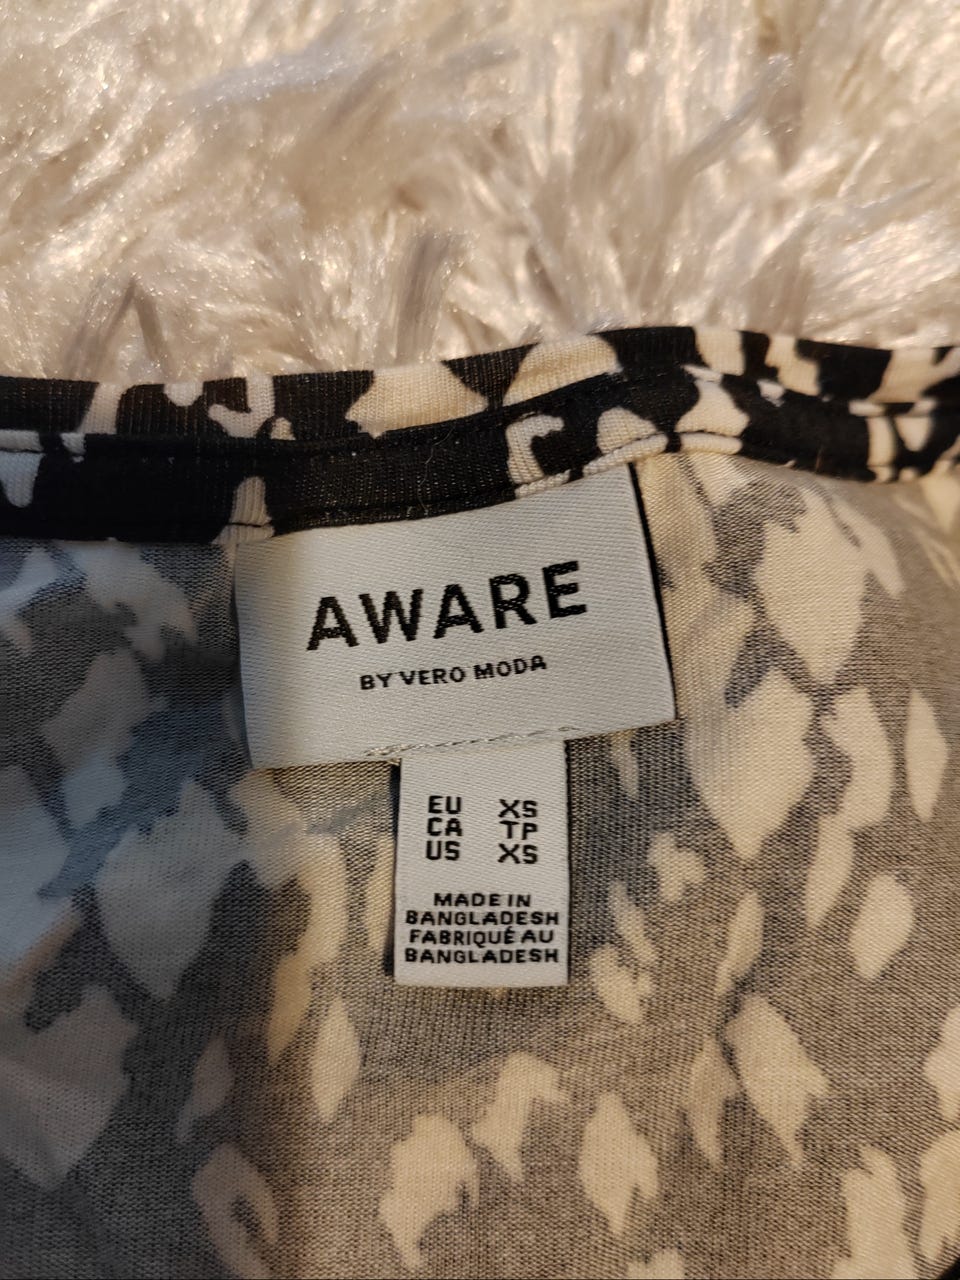 AWARE
BY VERO MODA
EU XS
CA TP
US XS
MADE IN
BANGLADESH
FABRIQUÉ AU
BANGLADESH